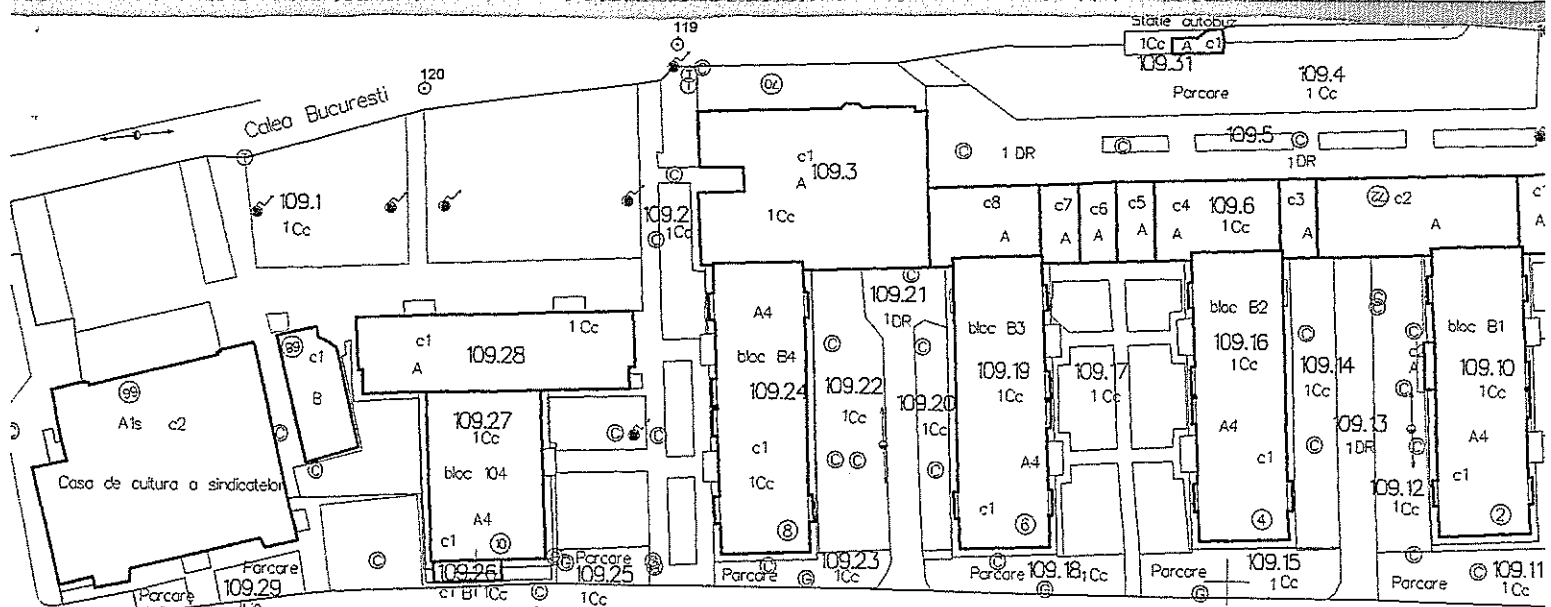 Statie autobuz
119
1Cc A c1
109.31
109.4
120
Parcare 1 Cc
Calea Bucuresti
T
C
70
C 1 DR
C
109.5 C
1DR
c1
A 109.3
109.1
1Cc
1Cc
109.2
1Cc
C
c8
A
c7
A
c6
A
c5
A
c4
A
109.6
1Cc
c3
A
72 c2
A
A
C
109.21
1DR
A4
bloc B4
109.24
c1
1Cc
8
C
109.22
1Cc
C C
C
109.20
1Cc
C
bloc B3
109.19
1Cc
A4
c1
6
109.17
1Cc
bloc B2
109.16
1Cc
A4
c1
4
C
109.14
1Cc
C
109.13
1DR
C
C
C
C
109.12
1Cc
bloc B1
109.10
1Cc
A4
c1
2
1 Cc
c1
A 109.28
68
c1
B
66
A1s c2
Casa de cultura a sindicatelor
109.27
1Cc
bloc 104
A4
c1 10
C
C
C
C
C
Parcare
109.29
Parcare
109.26
c1 B1 1Cc
C
G
Parcare
109.25
1Cc
Parcare
C
G
109.23
1Cc
C
Parcare 109.18 1Cc
G
Parcare
G
109.15
1 Cc
C
Parcare
C 109.11
1 Cc